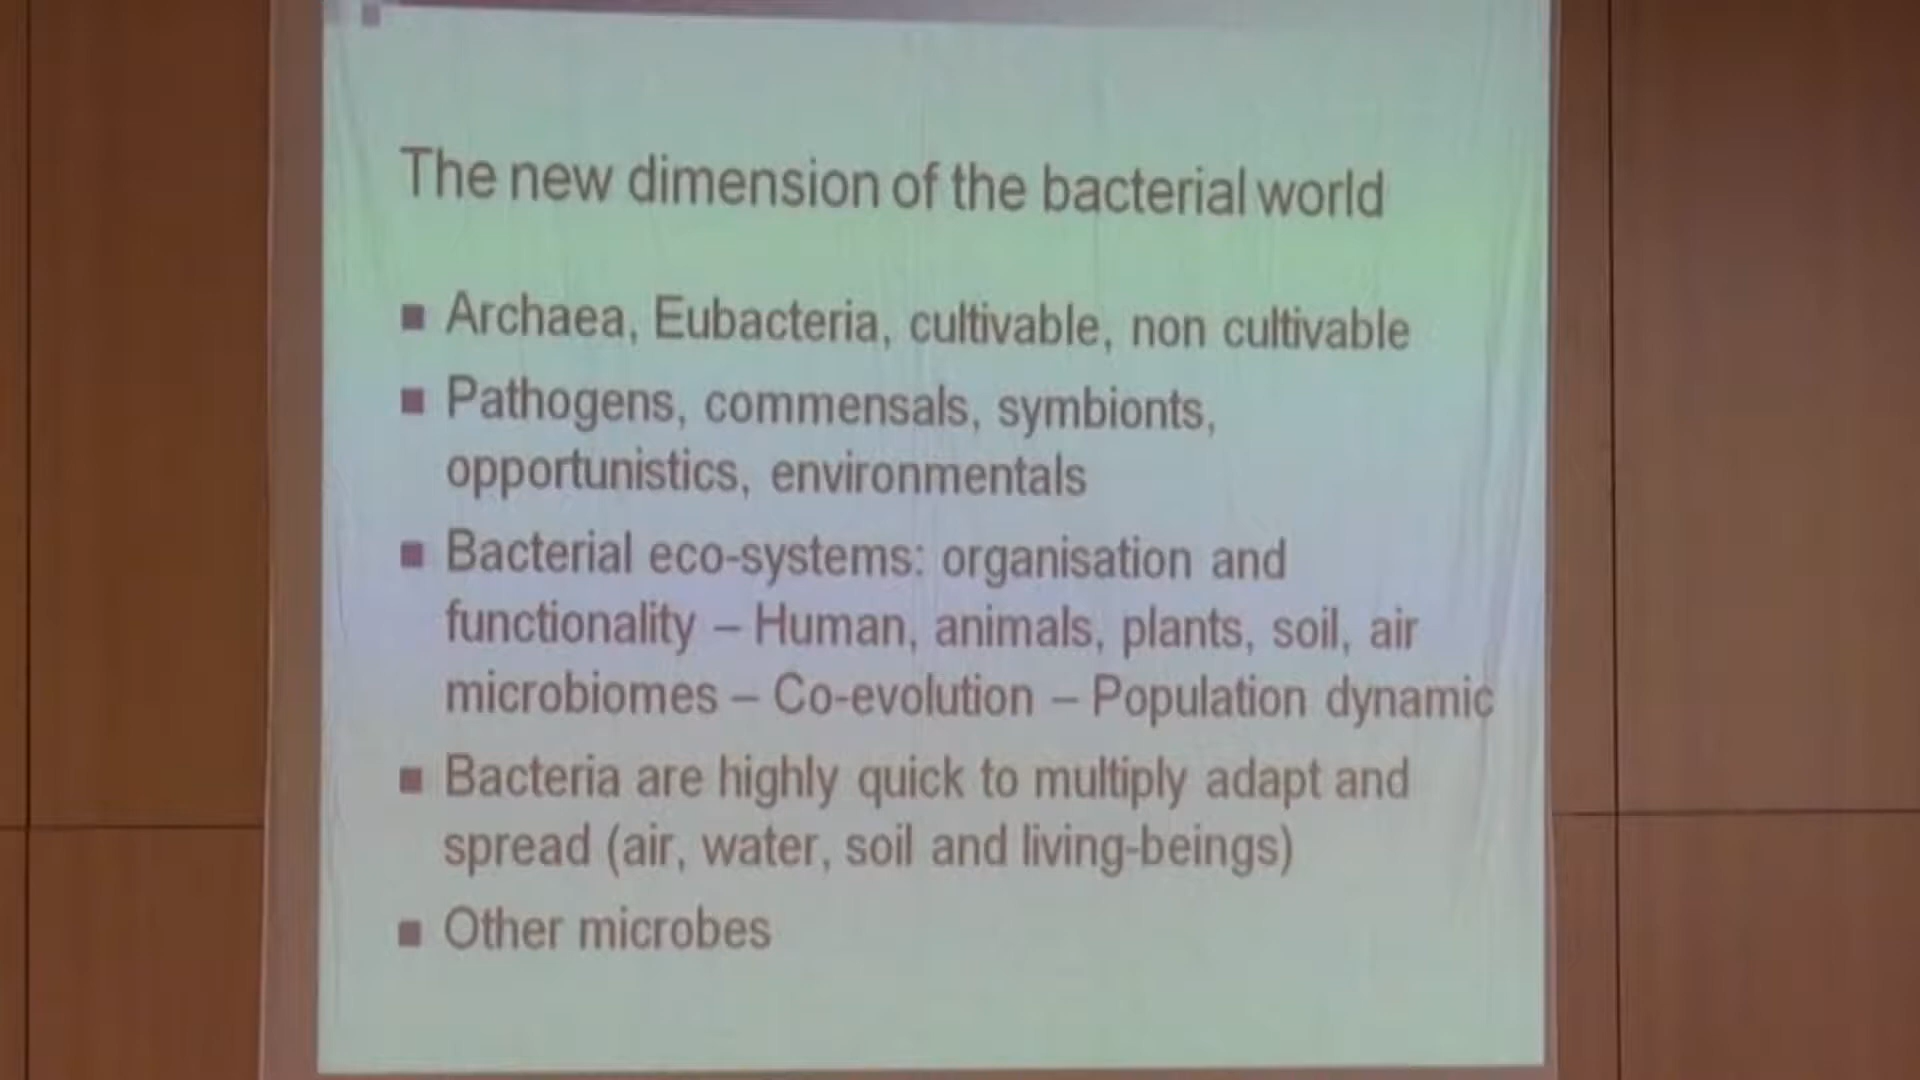 The new dimension of the bacterial world
▪ Archaea, Eubacteria, cultivable, non cultivable
▪ Pathogens, commensals, symbionts,
opportunistics, environmentals
▪ Bacterial eco-systems: organisation and
functionality – Human, animals, plants, soil, air
microbiomes – Co-evolution – Population dynamic
▪ Bacteria are highly quick to multiply adapt and
spread (air, water, soil and living-beings)
▪ Other microbes